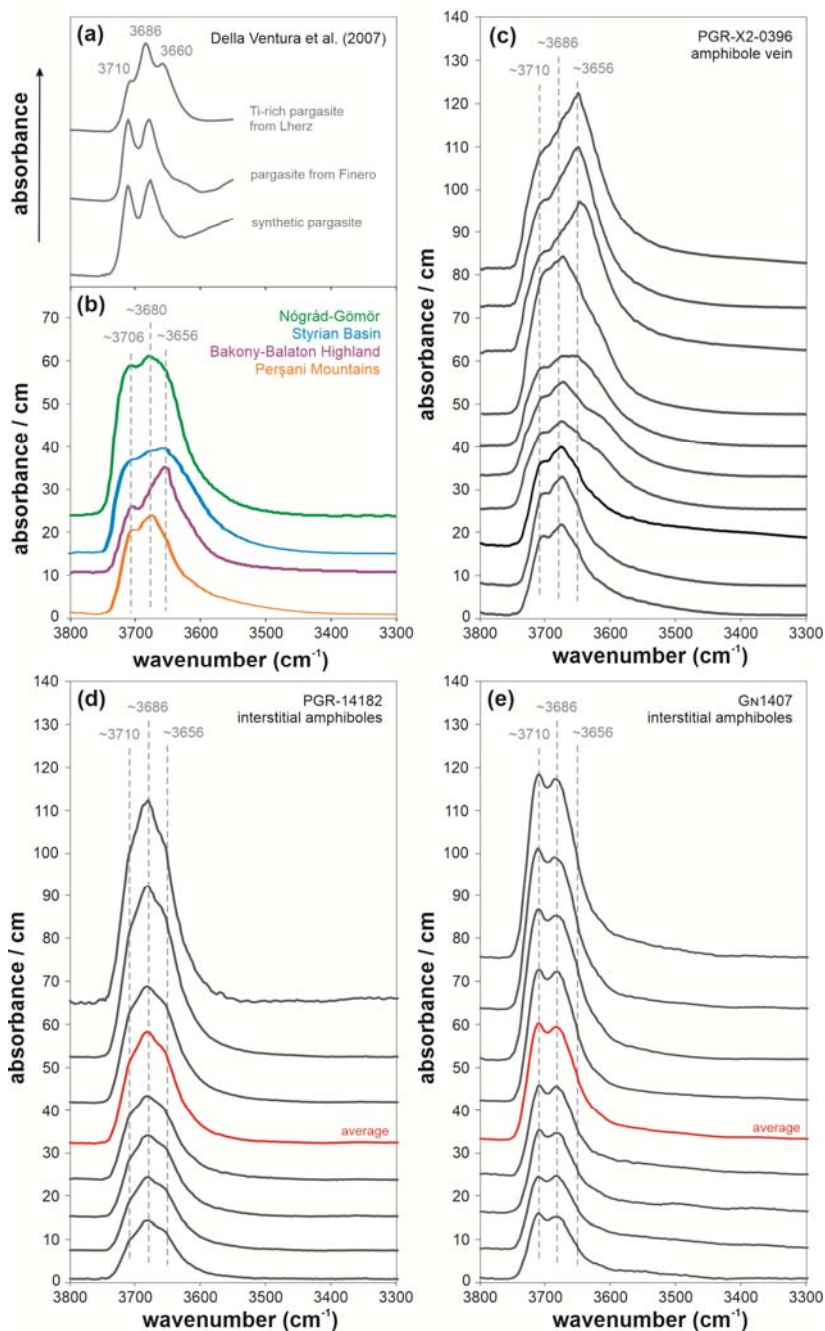 (a)
Della Ventura et al. (2007)
3710
3686
3660
Ti-rich pargasite
from Lherz
pargasite from Finero
synthetic pargasite
absorbance
(b)
Nógrád-Gömör
Styrian Basin
Bakony-Balaton Highland
Perşani Mountains
~3706
~3680
~3656
70
60
50
40
30
20
10
0
absorbance / cm
3800 3700 3600 3500 3400 3300
wavenumber (cm-1)
(c)
PGR-X2-0396
amphibole vein
~3710
~3686
~3656
140
130
120
110
100
90
80
70
60
50
40
30
20
10
0
absorbance / cm
3800 3700 3600 3500 3400 3300
wavenumber (cm-1)
(d)
PGR-14182
interstitial amphiboles
~3710
~3686
~3656
average
140
130
120
110
100
90
80
70
60
50
40
30
20
10
0
absorbance / cm
3800 3700 3600 3500 3400 3300
wavenumber (cm-1)
(e)
GN1407
interstitial amphiboles
~3710
~3686
~3656
average
140
130
120
110
100
90
80
70
60
50
40
30
20
10
0
absorbance / cm
3800 3700 3600 3500 3400 3300
wavenumber (cm-1)